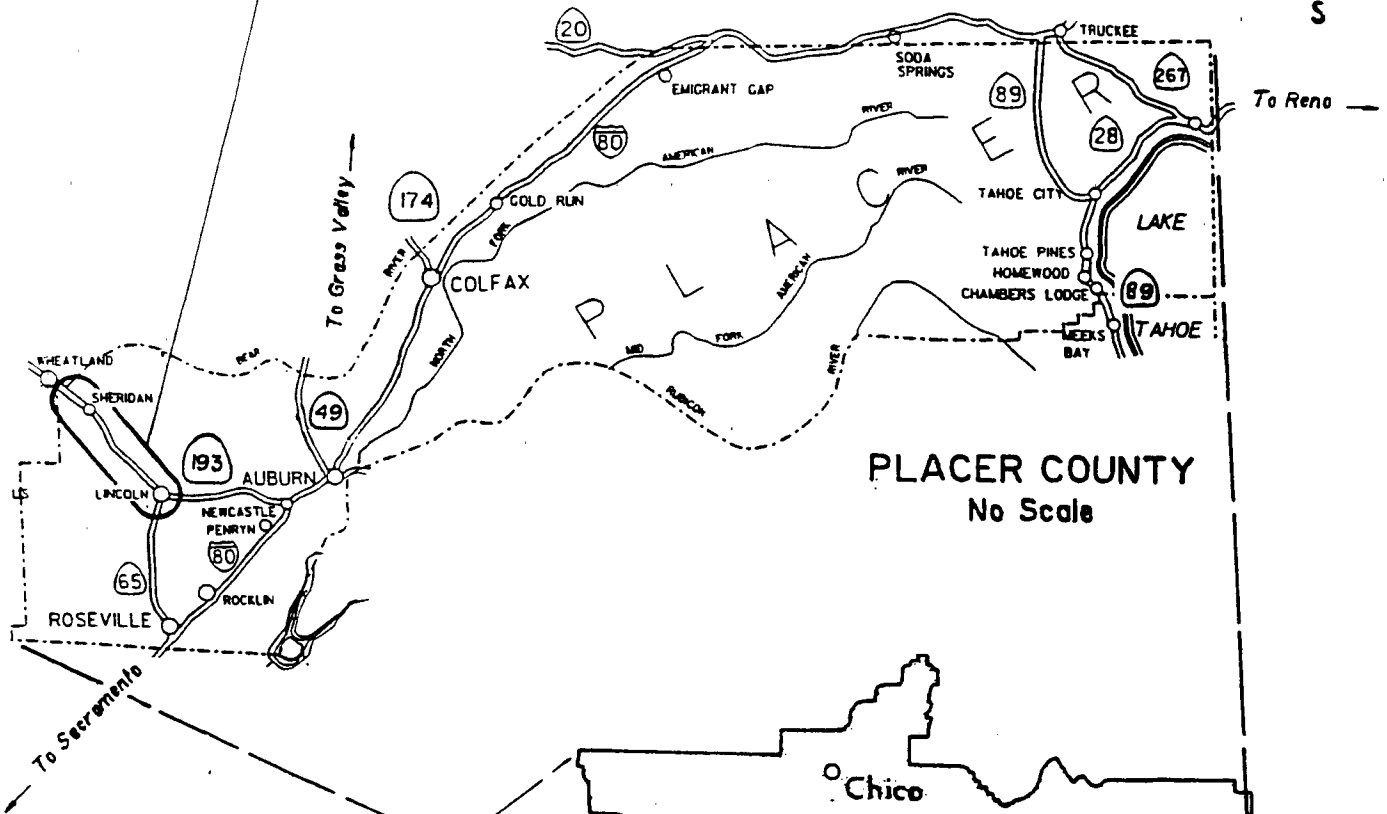 S
20
TRUCKEE
SODA
SPRINGS
267
EMIGRANT GAP
89
R
To Reno
RIVER
28
80
E
AMERICAN
RIVER
To Grass Valley
174
GOLD RUN
C
TAHOE CITY
FORK
A
LAKE
RIVER
COLFAX
L
AMERICAN
TAHOE PINES
HOMEWOOD
CHAMBERS LODGE
89
P
MEEKS
BAY
TAHOE
NORTH
MID
FORK
RIVER
WHEATLAND
BEAR
RUBICON
SHERIDAN
49
193
AUBURN
PLACER COUNTY
No Scale
LINCOLN
NEWCASTLE
PENRYN
80
65
ROCKLIN
ROSEVILLE
To Sacramento
Chico